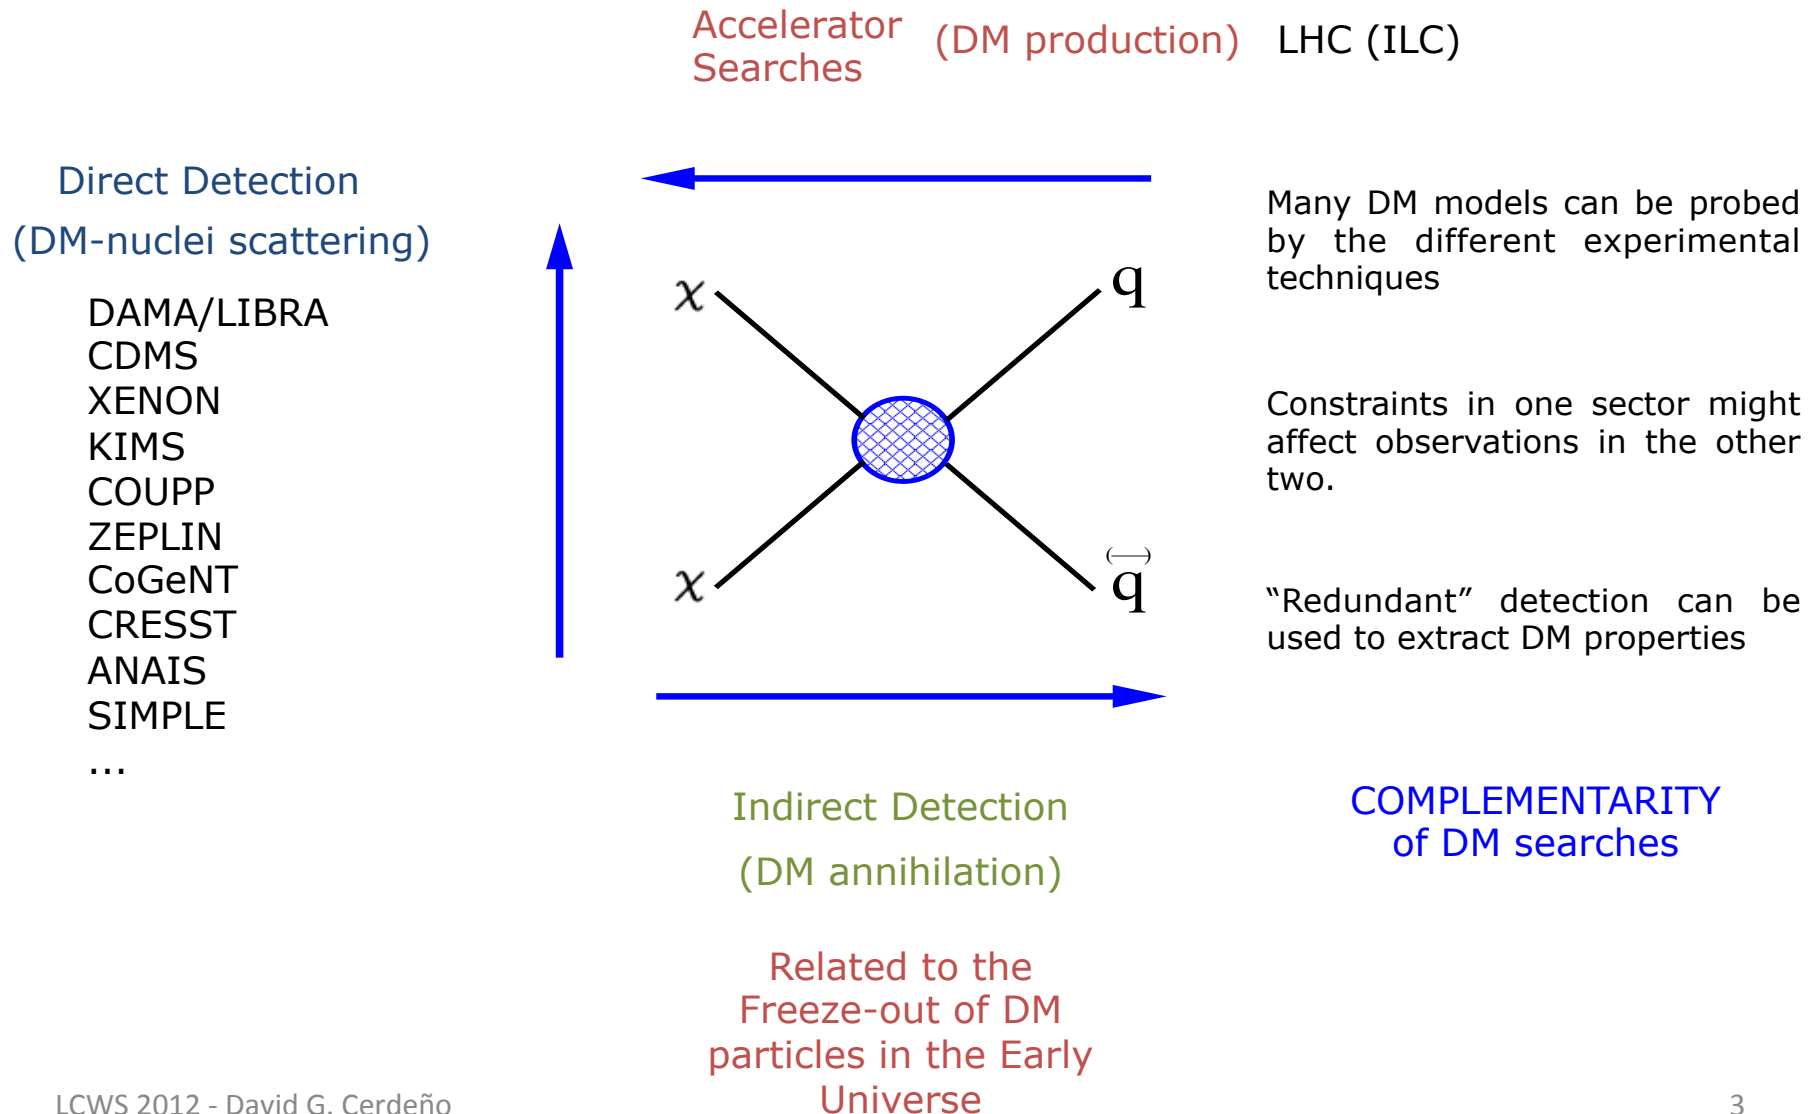 Accelerator
Searches
(DM production)
LHC (ILC)
Direct Detection
(DM-nuclei scattering)
DAMA/LIBRA
CDMS
XENON
KIMS
COUPP
ZEPLIN
CoGeNT
CRESST
ANAIS
SIMPLE
...
χ
q
χ
(—)
q
Many DM models can be probed
by the different experimental
techniques
Constraints in one sector might
affect observations in the other
two.
“Redundant” detection can be
used to extract DM properties
Indirect Detection
(DM annihilation)
COMPLEMENTARITY
of DM searches
Related to the
Freeze-out of DM
particles in the Early
Universe
LCWS 2012 - David G. Cerdeño
3